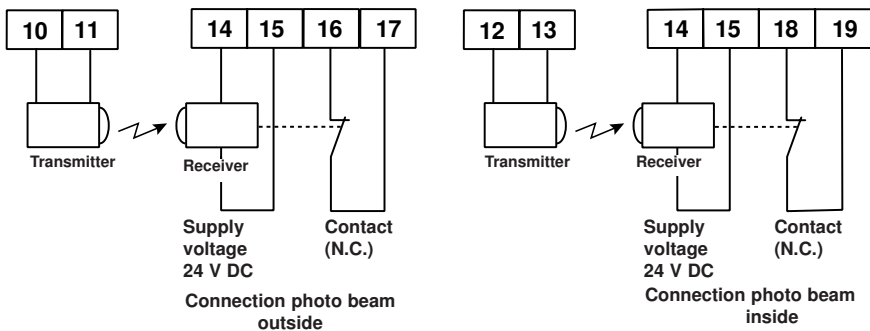 10 11 14 15 16 17
Transmitter
Receiver
Supply
voltage
24 V DC
Contact
(N.C.)
Connection photo beam
outside
12 13 14 15 18 19
Transmitter
Receiver
Supply
voltage
24 V DC
Contact
(N.C.)
Connection photo beam
inside